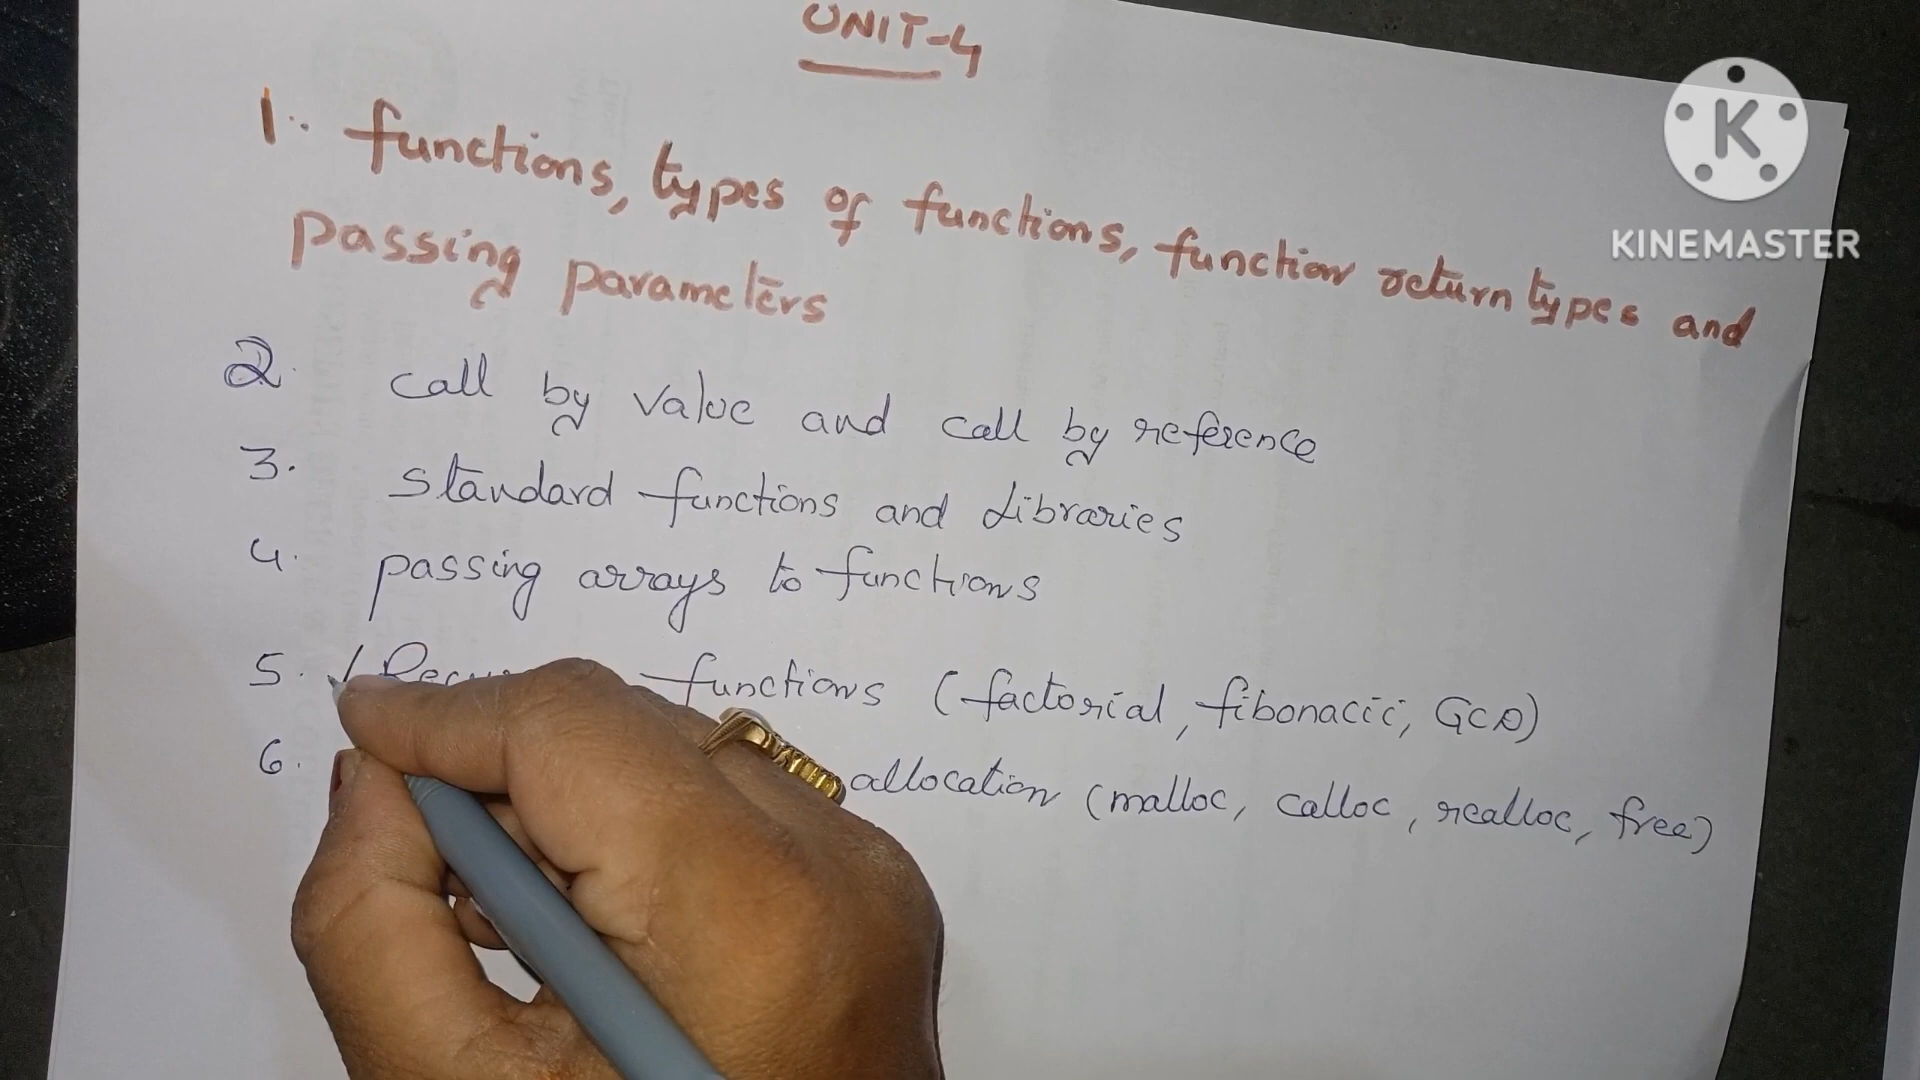 UNIT-4
1. functions, types of functions, function return types and
passing parameters
2. call by value and call by reference
3. standard functions and Libraries
4. passing arrays to functions
5. functions (factorial, fibonacii, GCD)
6. allocation (malloc, calloc, realloc, free)
K
KINEMASTER